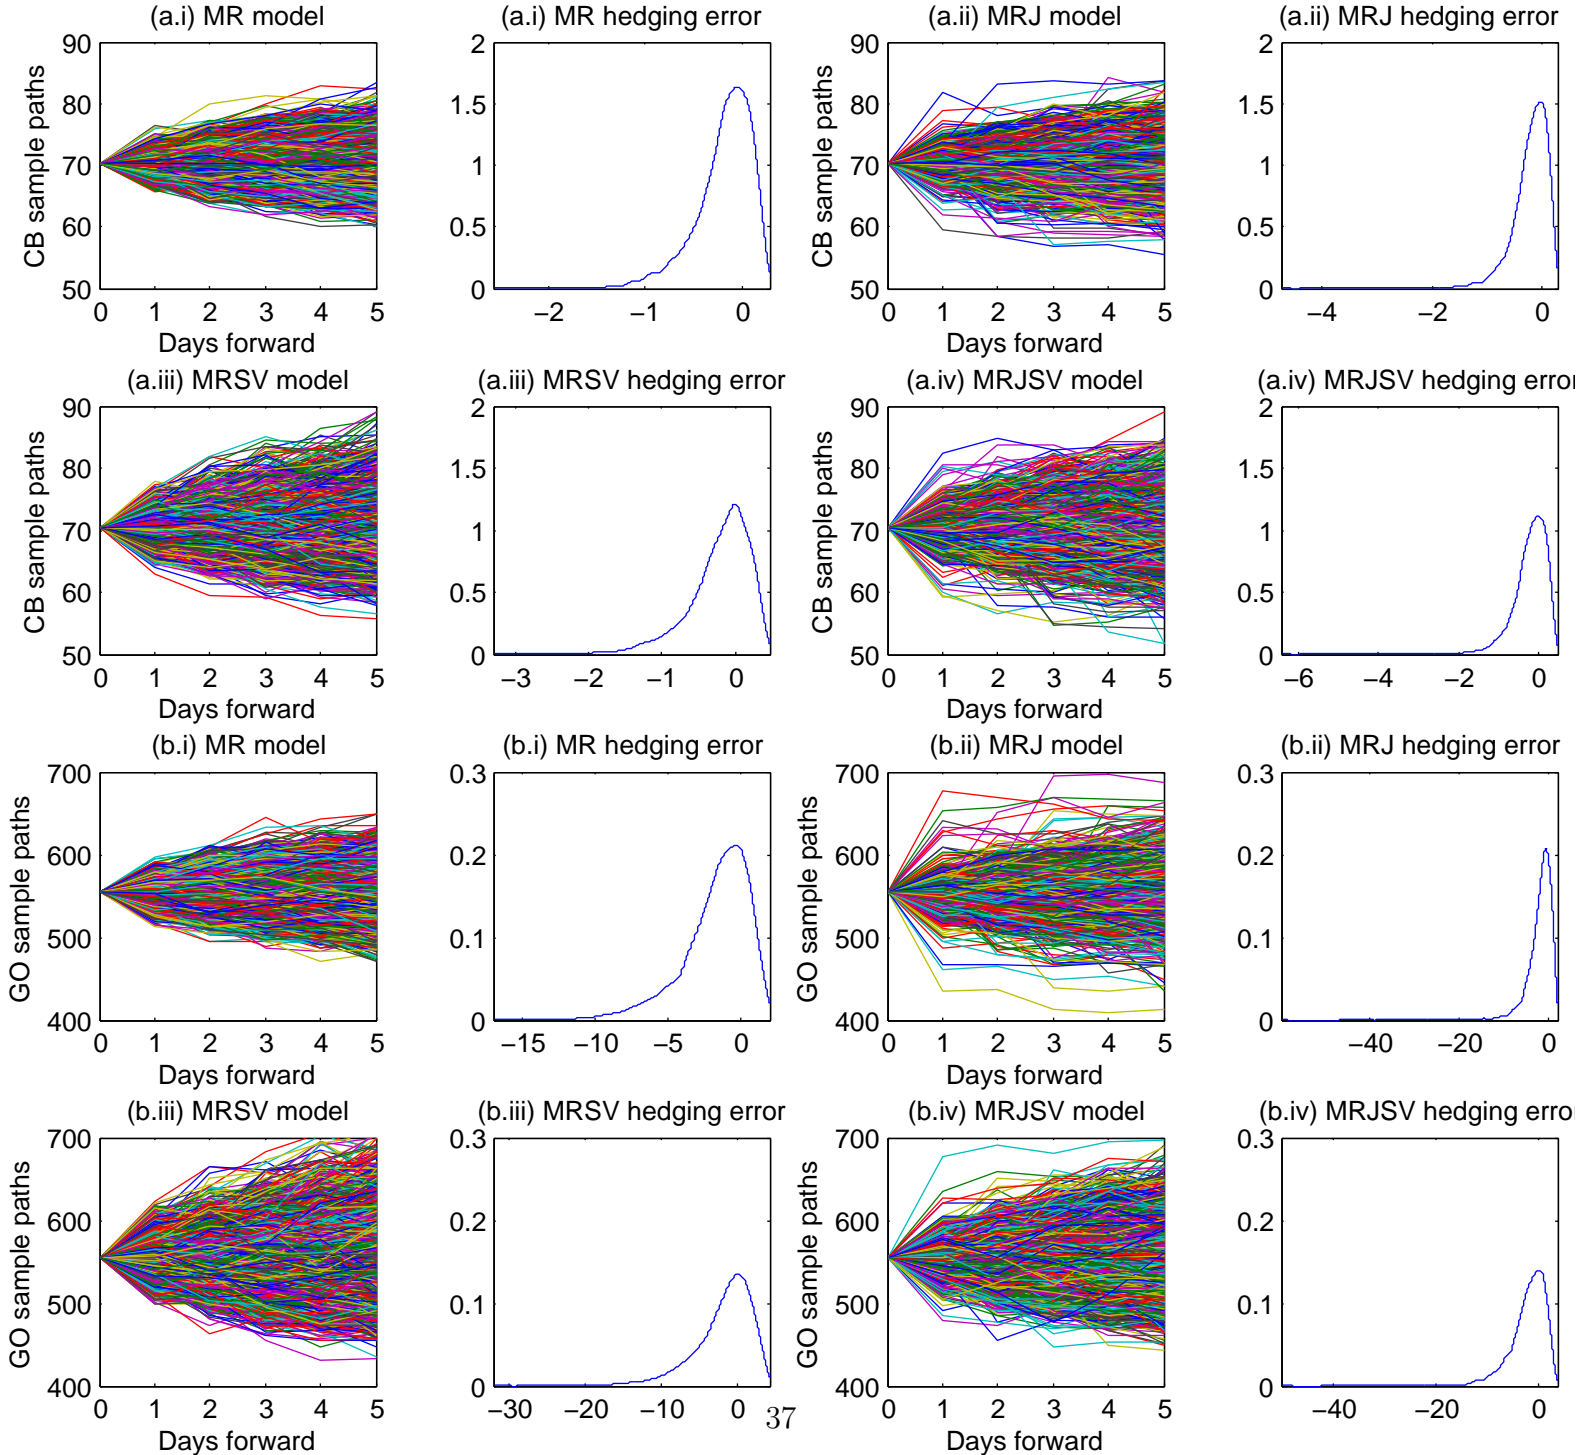 (a.i) MR model
(a.i) MR hedging error
(a.ii) MRJ model
(a.ii) MRJ hedging error
90
80
70
60
50
CB sample paths
0 1 2 3 4 5
Days forward
2
1.5
1
0.5
0
−2 −1 0
90
80
70
60
50
CB sample paths
0 1 2 3 4 5
Days forward
2
1.5
1
0.5
0
−4 −2 0
(a.iii) MRSV model
(a.iii) MRSV hedging error
(a.iv) MRJSV model
(a.iv) MRJSV hedging error
90
80
70
60
50
CB sample paths
0 1 2 3 4 5
Days forward
2
1.5
1
0.5
0
−3 −2 −1 0
90
80
70
60
50
CB sample paths
0 1 2 3 4 5
Days forward
2
1.5
1
0.5
0
−6 −4 −2 0
(b.i) MR model
(b.i) MR hedging error
(b.ii) MRJ model
(b.ii) MRJ hedging error
700
600
500
400
GO sample paths
0 1 2 3 4 5
Days forward
0.3
0.2
0.1
0
−15 −10 −5 0
700
600
500
400
GO sample paths
0 1 2 3 4 5
Days forward
0.3
0.2
0.1
0
−40 −20 0
(b.iii) MRSV model
(b.iii) MRSV hedging error
(b.iv) MRJSV model
(b.iv) MRJSV hedging error
700
600
500
400
GO sample paths
0 1 2 3 4 5
Days forward
0.3
0.2
0.1
0
−30 −20 −10 0
37
700
600
500
400
GO sample paths
0 1 2 3 4 5
Days forward
0.3
0.2
0.1
0
−40 −20 0